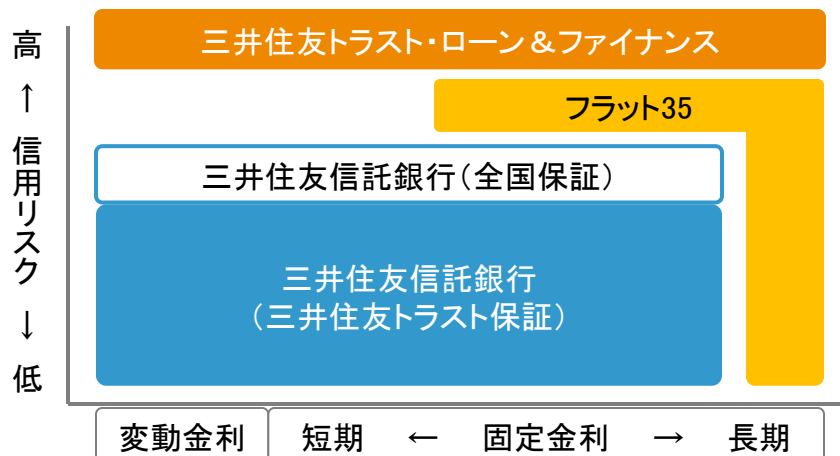 高
↑
信用リスク
↓
低
三井住友トラスト・ローン＆ファイナンス
フラット35
三井住友信託銀行(全国保証)
三井住友信託銀行
(三井住友トラスト保証)
変動金利
短期 ← 固定金利 → 長期